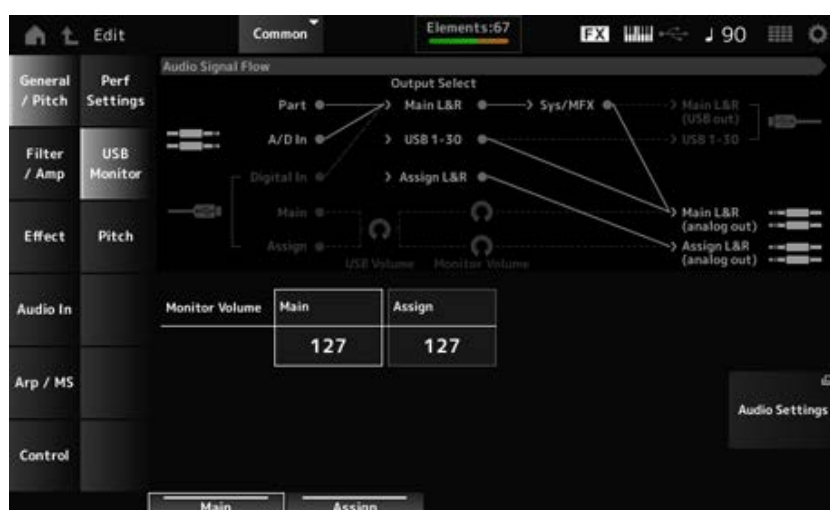 Edit
Common
Elements:67
FX
90
General
/ Pitch
Filter
/ Amp
Effect
Audio In
Arp / MS
Control
Perf
Settings
USB
Monitor
Pitch
Audio Signal Flow
Output Select
Part
Main L&R
Sys/MFX
Main L&R
(USB out)
A/D In
USB 1-30
USB 1-30
Digital In
Assign L&R
Main
Main L&R
(analog out)
Assign
Assign L&R
(analog out)
USB Volume
Monitor Volume
Monitor Volume
Main
Assign
127
127
Audio Settings
Main
Assign